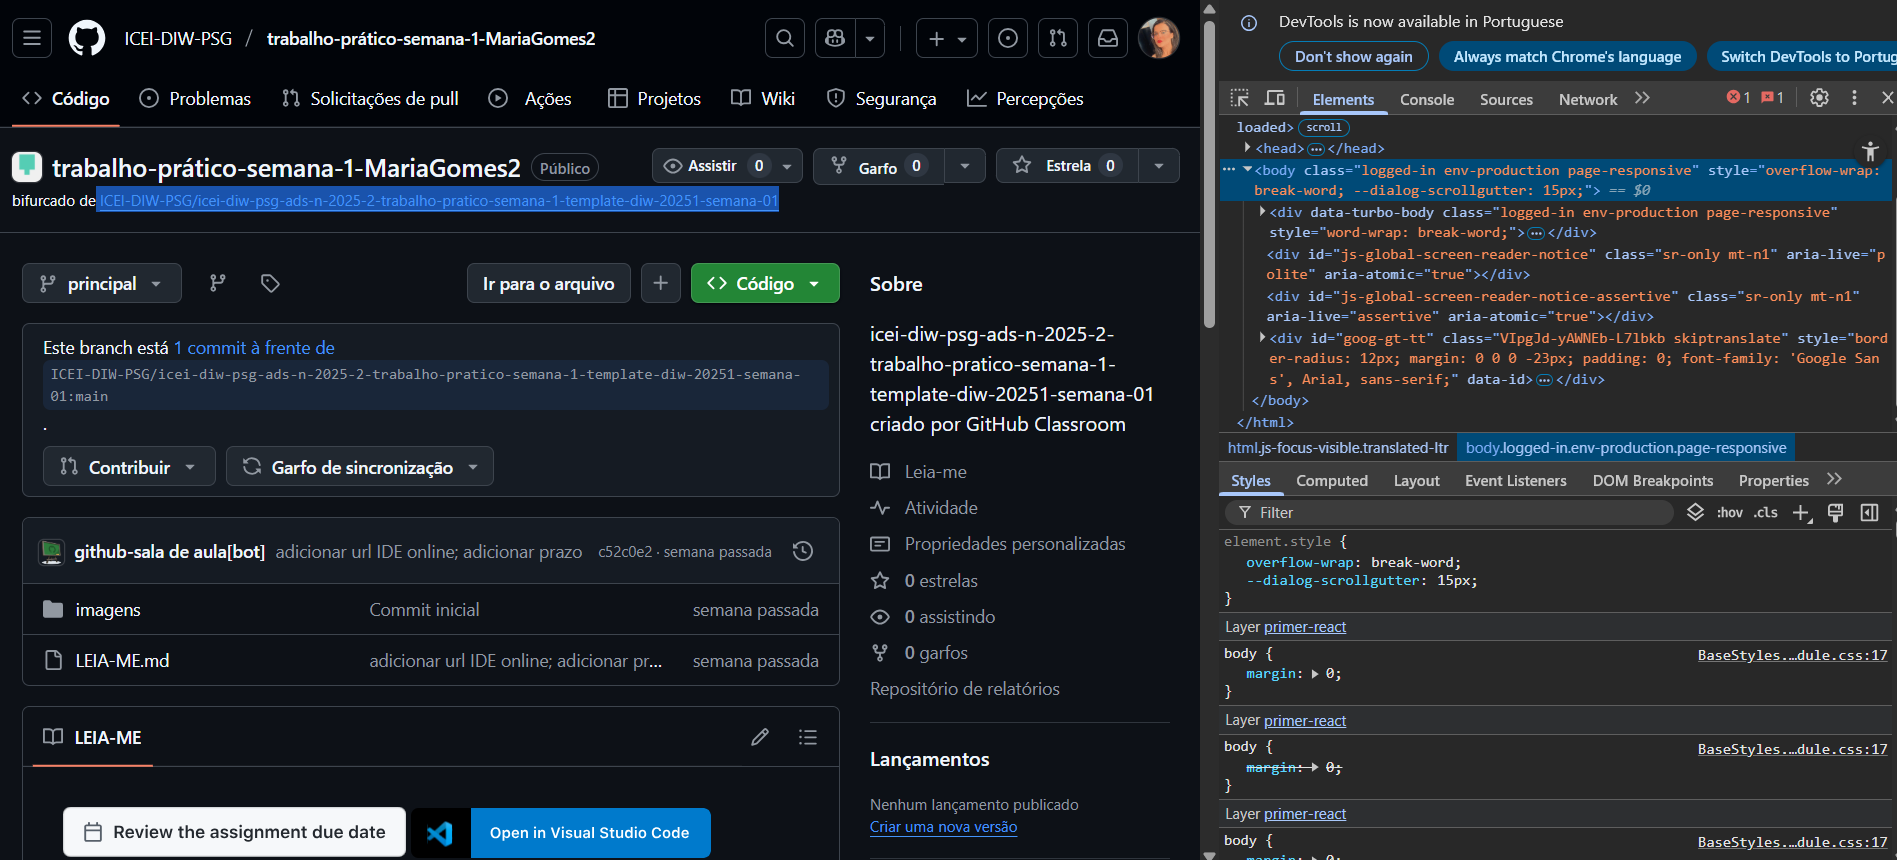 ICEI-DIW-PSG / trabalho-prático-semana-1-MariaGomes2
Código Problemas Solicitações de pull Ações Projetos Wiki Segurança Percepções
trabalho-prático-semana-1-MariaGomes2 Público
Assistir 0 Garfo 0 Estrela 0
bifurcado de ICEI-DIW-PSG/icei-diw-psg-ads-n-2025-2-trabalho-pratico-semana-1-template-diw-20251-semana-01
principal Ir para o arquivo + Código
Este branch está 1 commit à frente de
ICEI-DIW-PSG/icei-diw-psg-ads-n-2025-2-trabalho-pratico-semana-1-template-diw-20251-semana-
01:main
.
Contribuir Garfo de sincronização
github-sala de aula[bot] adicionar url IDE online; adicionar prazo c52c0e2 · semana passada
imagens Commit inicial semana passada
LEIA-ME.md adicionar url IDE online; adicionar pr... semana passada
LEIA-ME
Review the assignment due date
Open in Visual Studio Code
Sobre
icei-diw-psg-ads-n-2025-2-
trabalho-pratico-semana-1-
template-diw-20251-semana-01
criado por GitHub Classroom
Leia-me
Atividade
Propriedades personalizadas
0 estrelas
0 assistindo
0 garfos
Repositório de relatórios
Lançamentos
Nenhum lançamento publicado
Criar uma nova versão
DevTools is now available in Portuguese
Don't show again Always match Chrome's language Switch DevTools to Portug
Elements Console Sources Network 1 1
loaded> scroll
<head> ··· </head>
<body class="logged-in env-production page-responsive" style="overflow-wrap:
break-word; --dialog-scrollgutter: 15px;"> == $0
<div data-turbo-body class="logged-in env-production page-responsive"
style="word-wrap: break-word;"> ··· </div>
<div id="js-global-screen-reader-notice" class="sr-only mt-n1" aria-live="p
olite" aria-atomic="true"></div>
<div id="js-global-screen-reader-notice-assertive" class="sr-only mt-n1"
aria-live="assertive" aria-atomic="true"></div>
<div id="goog-gt-tt" class="VIpgJd-yAWNEb-L7lbkb skiptranslate" style="bord
er-radius: 12px; margin: 0 0 0 -23px; padding: 0; font-family: 'Google San
s', Arial, sans-serif;" data-id> ··· </div>
</body>
</html>
html.js-focus-visible.translated-ltr body.logged-in.env-production.page-responsive
Styles Computed Layout Event Listeners DOM Breakpoints Properties
Filter :hov .cls
element.style {
overflow-wrap: break-word;
--dialog-scrollgutter: 15px;
}
Layer primer-react
body { BaseStyles.…dule.css:17
margin: 0;
}
Layer primer-react
body { BaseStyles.…dule.css:17
margin: 0;
}
Layer primer-react
body { BaseStyles.…dule.css:17
margin: 0;